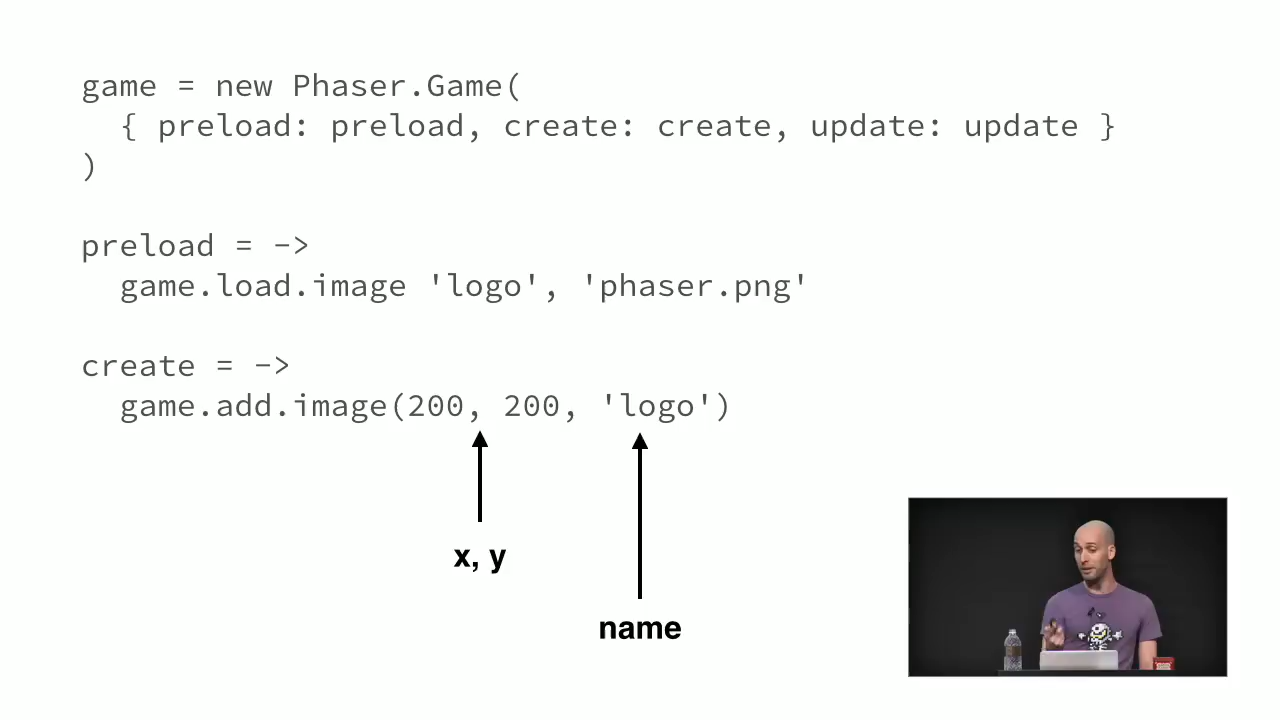 game = new Phaser.Game(
{ preload: preload, create: create, update: update }
)
preload = ->
game.load.image 'logo', 'phaser.png'
create = ->
game.add.image(200, 200, 'logo')
x, y
name